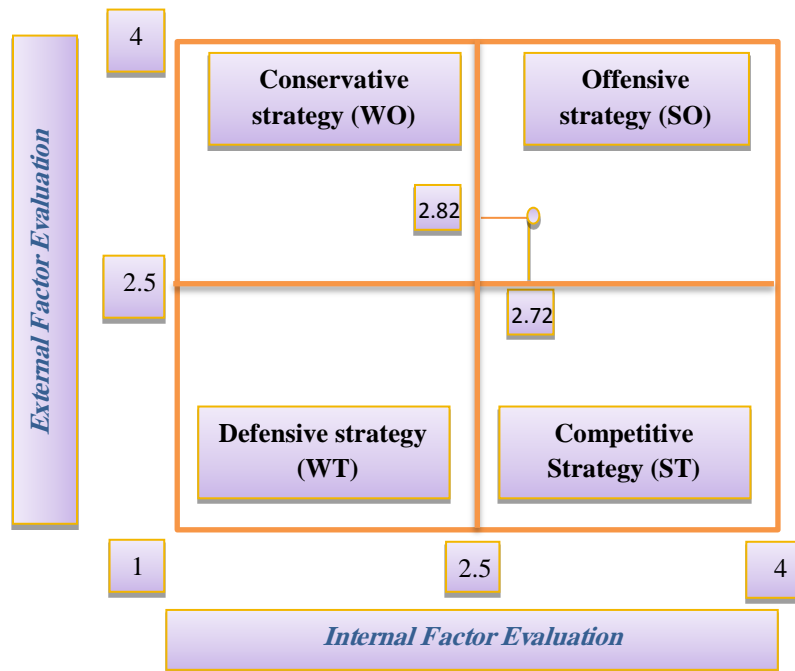 4
Conservative
strategy (WO)
Offensive
strategy (SO)
External Factor Evaluation
2.82
2.5
2.72
Defensive strategy
(WT)
Competitive
Strategy (ST)
1
2.5
4
Internal Factor Evaluation